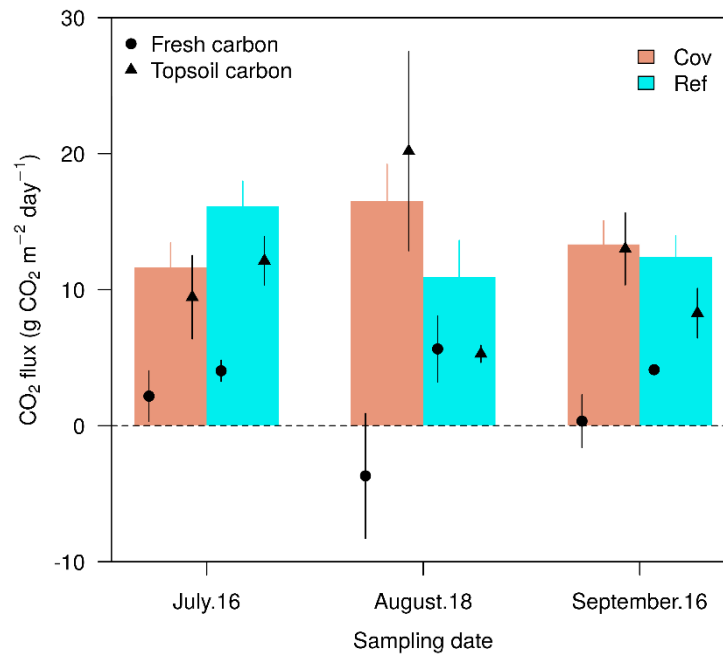 30
20
10
0
-10
CO₂ flux (g CO₂ m⁻² day⁻¹)
Fresh carbon
Topsoil carbon
Cov
Ref
July.16
August.18
September.16
Sampling date